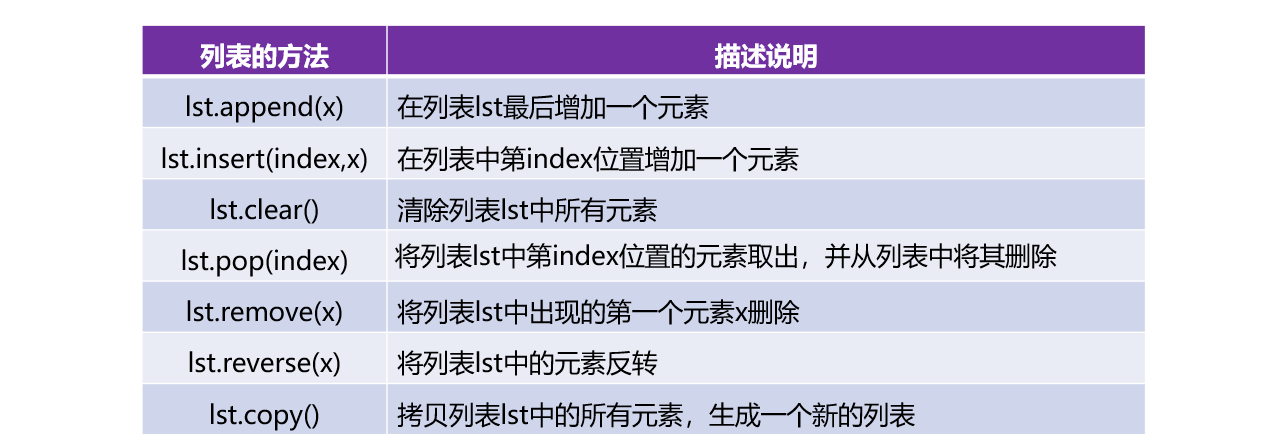 列表的方法 描述说明
lst.append(x) 在列表lst最后增加一个元素
lst.insert(index,x) 在列表中第index位置增加一个元素
lst.clear() 清除列表lst中所有元素
lst.pop(index) 将列表lst中第index位置的元素取出，并从列表中将其删除
lst.remove(x) 将列表lst中出现的第一个元素x删除
lst.reverse(x) 将列表lst中的元素反转
lst.copy() 拷贝列表lst中的所有元素，生成一个新的列表